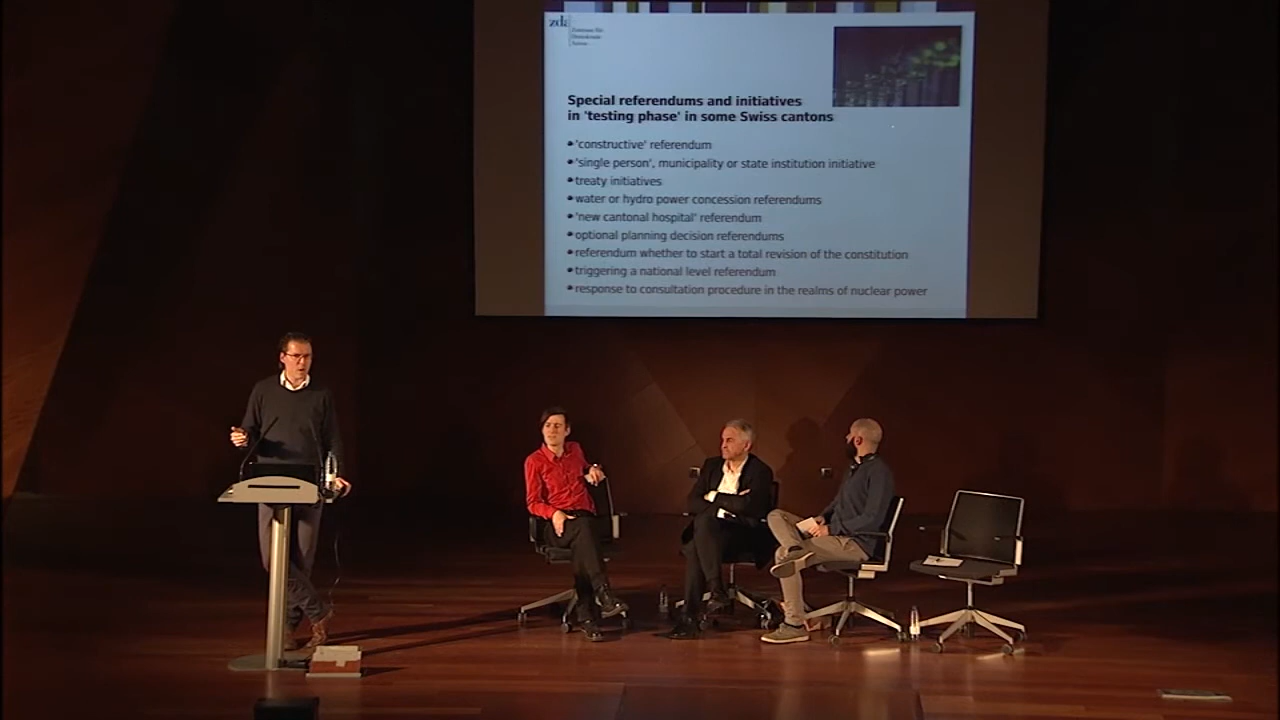 zda
Special referendums and initiatives
in 'testing phase' in some Swiss cantons
'constructive' referendum
'single person', municipality or state institution initiative
treaty initiatives
water or hydro power concession referendums
'new cantonal hospital' referendum
optional planning decision referendums
referendum whether to start a total revision of the constitution
triggering a national level referendum
response to consultation procedure in the realms of nuclear power